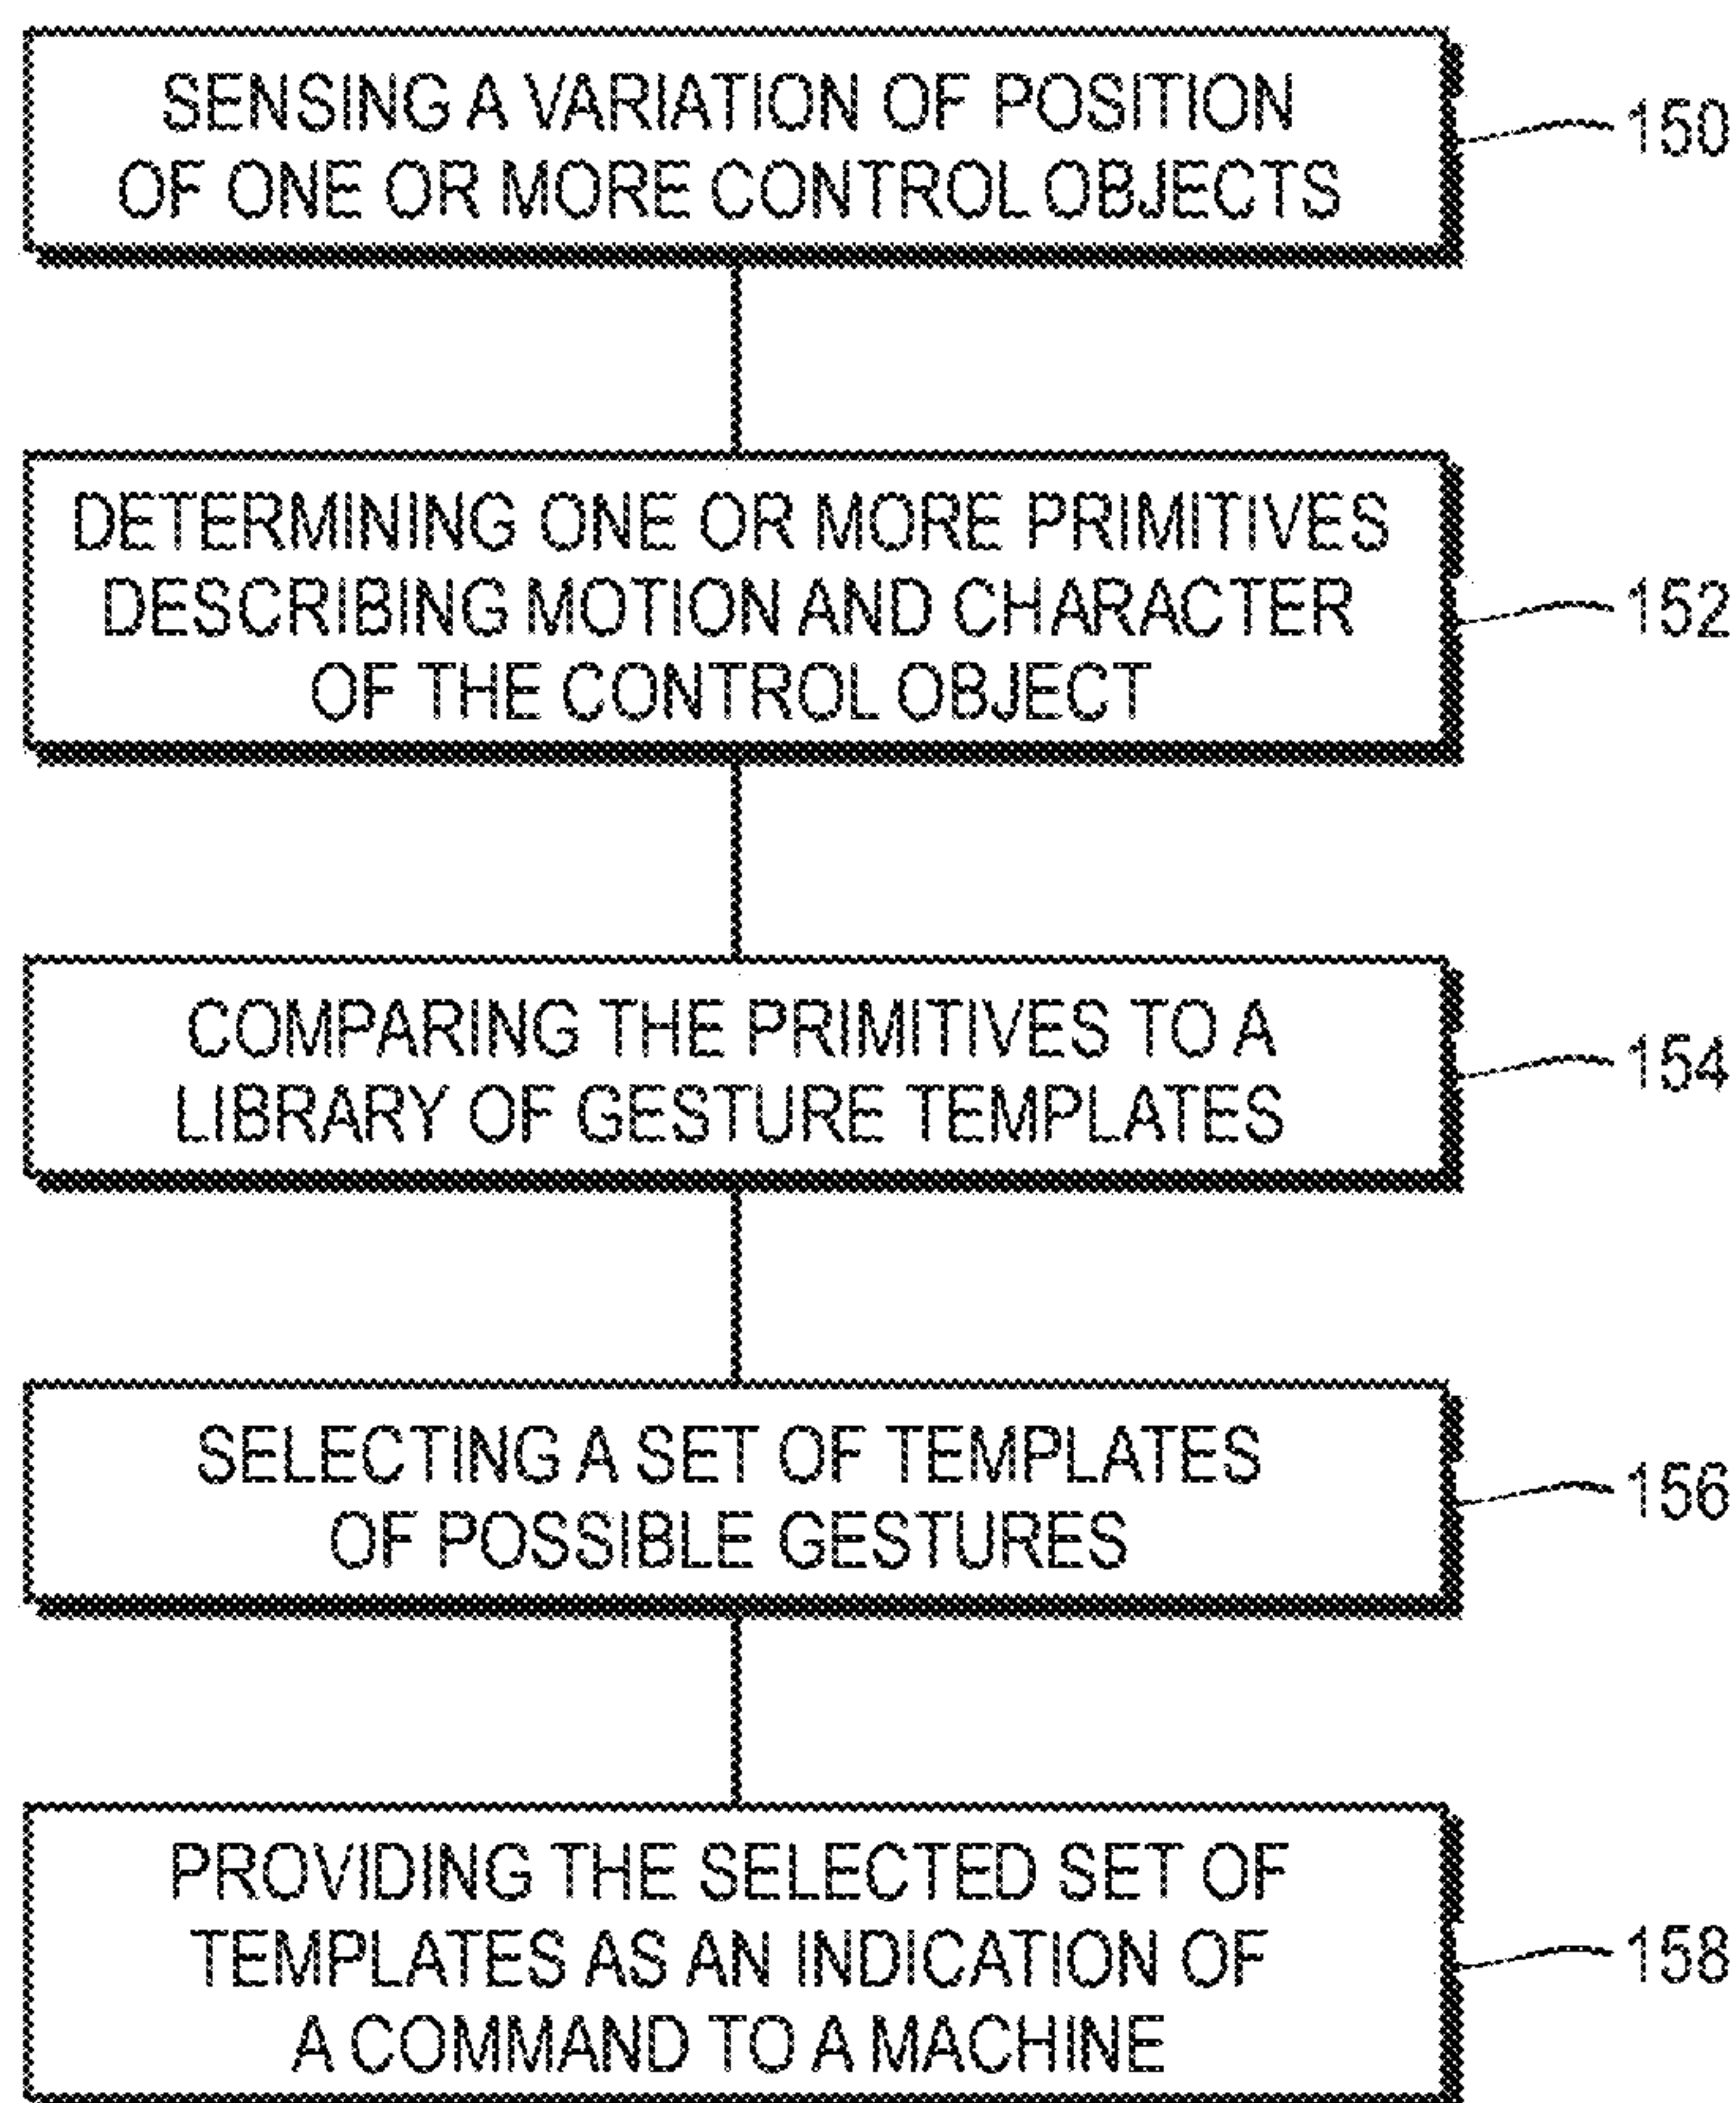 SENSING A VARIATION OF POSITION
OF ONE OR MORE CONTROL OBJECTS
150
DETERMINING ONE OR MORE PRIMITIVES
DESCRIBING MOTION AND CHARACTER
OF THE CONTROL OBJECT
152
COMPARING THE PRIMITIVES TO A
LIBRARY OF GESTURE TEMPLATES
154
SELECTING A SET OF TEMPLATES
OF POSSIBLE GESTURES
156
PROVIDING THE SELECTED SET OF
TEMPLATES AS AN INDICATION OF
A COMMAND TO A MACHINE
158